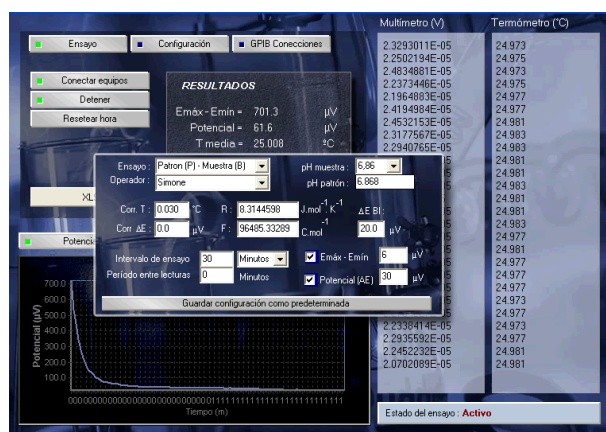 Ensayo
Configuración
GPIB Conecciones
Conectar equipos
Detener
Resetear hora
RESULTADOS
Emáx - Emín = 701.3 µV
Potencial = 61.6 µV
T media = 25.008 ºC
Ensayo : Patron (P) - Muestra (B)
Operador : Simone
pH muestra : 6,86
pH patrón : 6.868
Corr. T : 0.030 °C
R : 8.3144598 J.mol-1.K-1
ΔE BI :
Corr ΔE : 0.0 µV
F : 96485.33289 C.mol-1
20.0 µV
Intervalo de ensayo 30 Minutos
Emáx - Emín 6 µV
Período entre lecturas 0 Minutos
Potencial (AE) 30 µV
Guardar configuración como predeterminada
XL
Potencia
Potencial (µV)
700.0
600.0
500.0
400.0
300.0
200.0
100.0
Tiempo (m)
Multímetro (V)
2.3293011E-05
2.2502194E-05
2.4834881E-05
2.2373446E-05
2.1964883E-05
2.4194984E-05
2.4532153E-05
2.3177567E-05
2.2940765E-05
2.2338414E-05
2.2935592E-05
2.2452232E-05
2.0702089E-05
Termómetro (°C)
24.973
24.975
24.973
24.975
24.977
24.977
24.981
24.983
24.983
24.981
24.981
24.977
24.981
24.981
24.983
24.977
24.981
24.977
24.977
24.973
24.977
24.977
24.973
24.977
24.981
24.981
Estado del ensayo : Activo